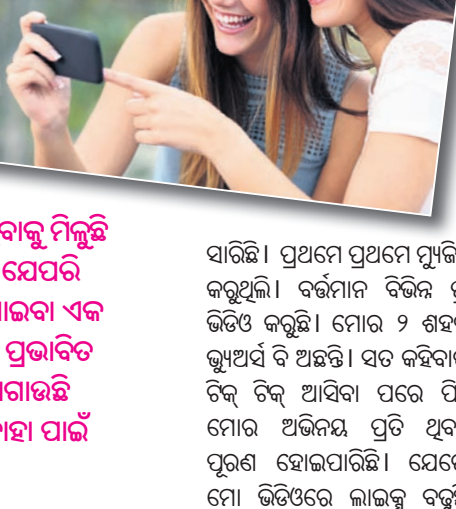 ବାକୁ ମିଳୁଛି
ଯେପରି
ାଇବା ଏକ
ପ୍ରଭାବିତ
ଗାଉଛି
ାହା ପାଇଁ
ସାରିଛି। ପ୍ରଥମେ ପ୍ରଥମେ ମ୍ୟୁଜି
କରୁଥିଲି। ବର୍ତ୍ତମାନ ବିଭିନ୍ନ
ଭିଡିଓ କରୁଛି। ମୋର ୨ ଶହ
ଭ୍ୟୁଅର୍ସ ବି ଅଛନ୍ତି। ସତ କହିବା
ଟିକ୍ ଟିକ୍ ଆସିବା ପରେ
ମୋର ଅଭିନୟ ପ୍ରତି ଥିବ
ପୂରଣ ହୋଇପାରିଛି। ଯେତେ
ମୋ ଭିଡିଓରେ ଲାଇକ୍ସ ବଢୁ